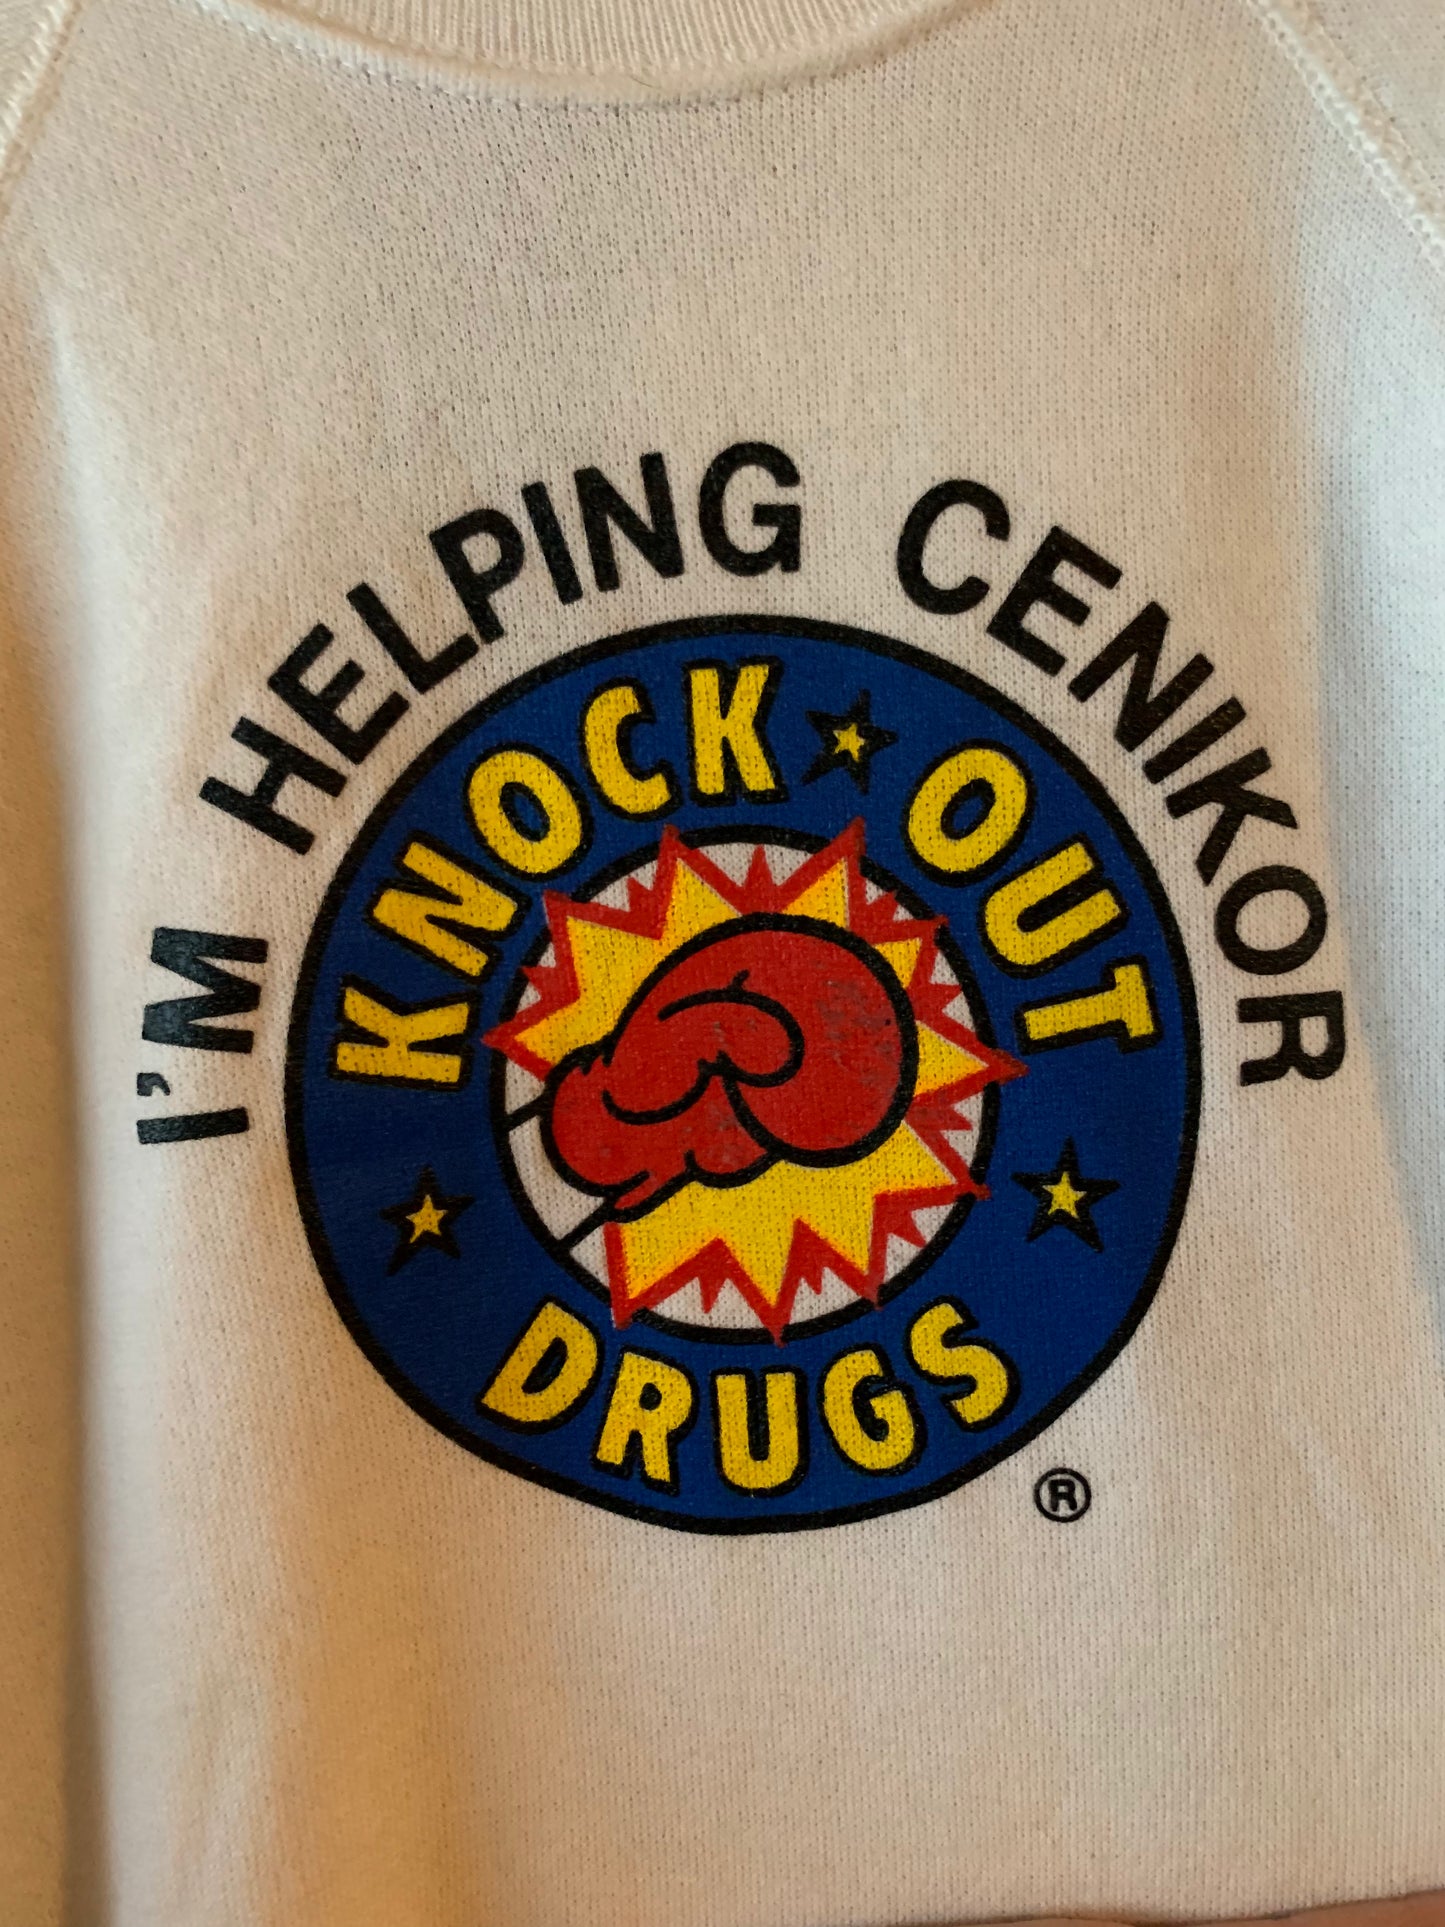 I'M HELPING CENIKOR
KNOCK OUT
DRUGS
®